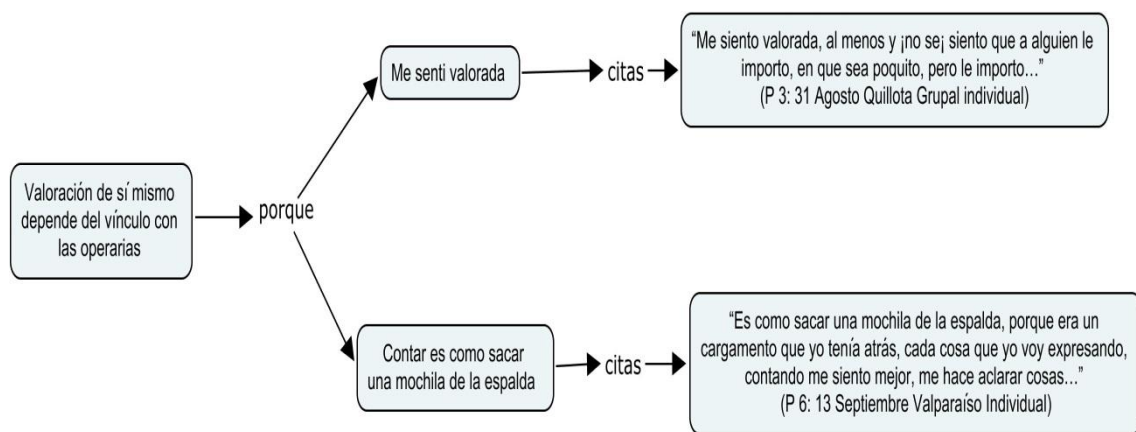 Valoración de sí mismo
depende del vínculo con
las operarias
porque
Me senti valorada
citas
“Me siento valorada, al menos y ¡no se¡ siento que a alguien le
importo, en que sea poquito, pero le importo...”
(P 3: 31 Agosto Quillota Grupal individual)
Contar es como sacar
una mochila de la espalda
citas
“Es como sacar una mochila de la espalda, porque era un
cargamento que yo tenía atrás, cada cosa que yo voy expresando,
contando me siento mejor, me hace aclarar cosas...”
(P 6: 13 Septiembre Valparaíso Individual)